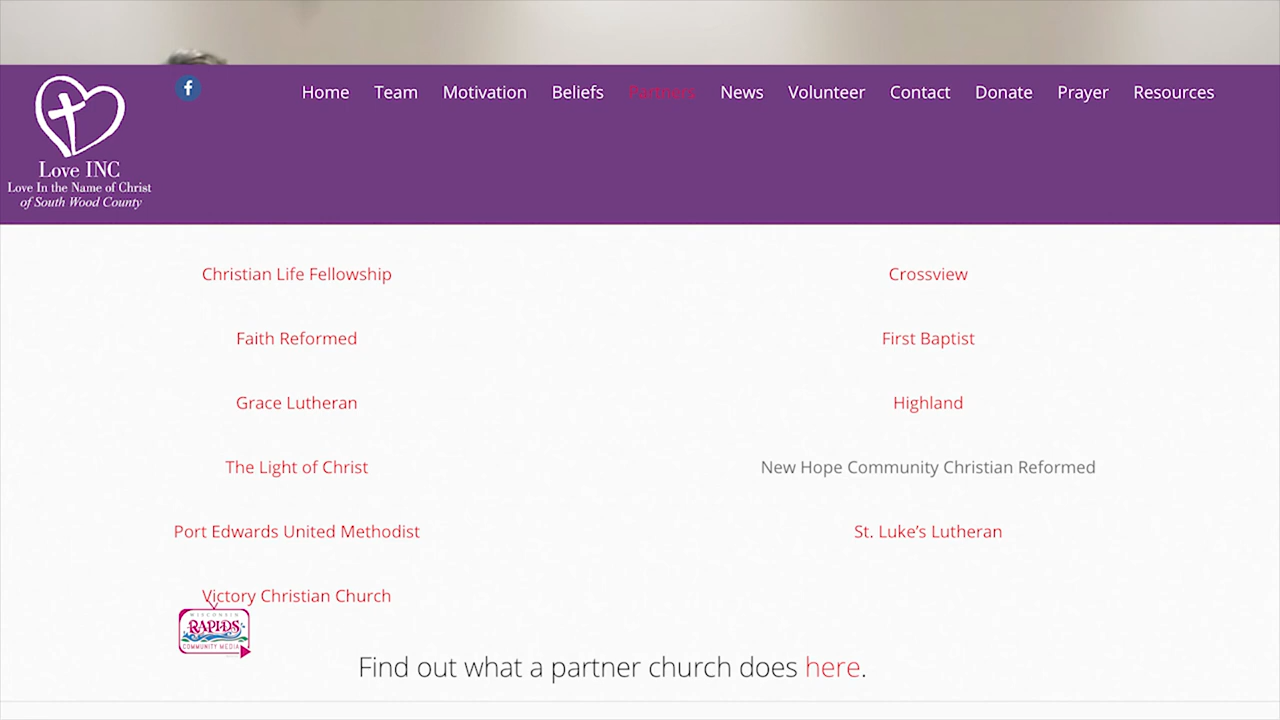 Home Team Motivation Beliefs Partners News Volunteer Contact Donate Prayer Resources
Love INC
Love In the Name of Christ
of South Wood County
Christian Life Fellowship
Crossview
Faith Reformed
First Baptist
Grace Lutheran
Highland
The Light of Christ
New Hope Community Christian Reformed
Port Edwards United Methodist
St. Luke's Lutheran
Victory Christian Church
WISCONSIN
RAPIDS
COMMUNITY MEDIA
Find out what a partner church does here.